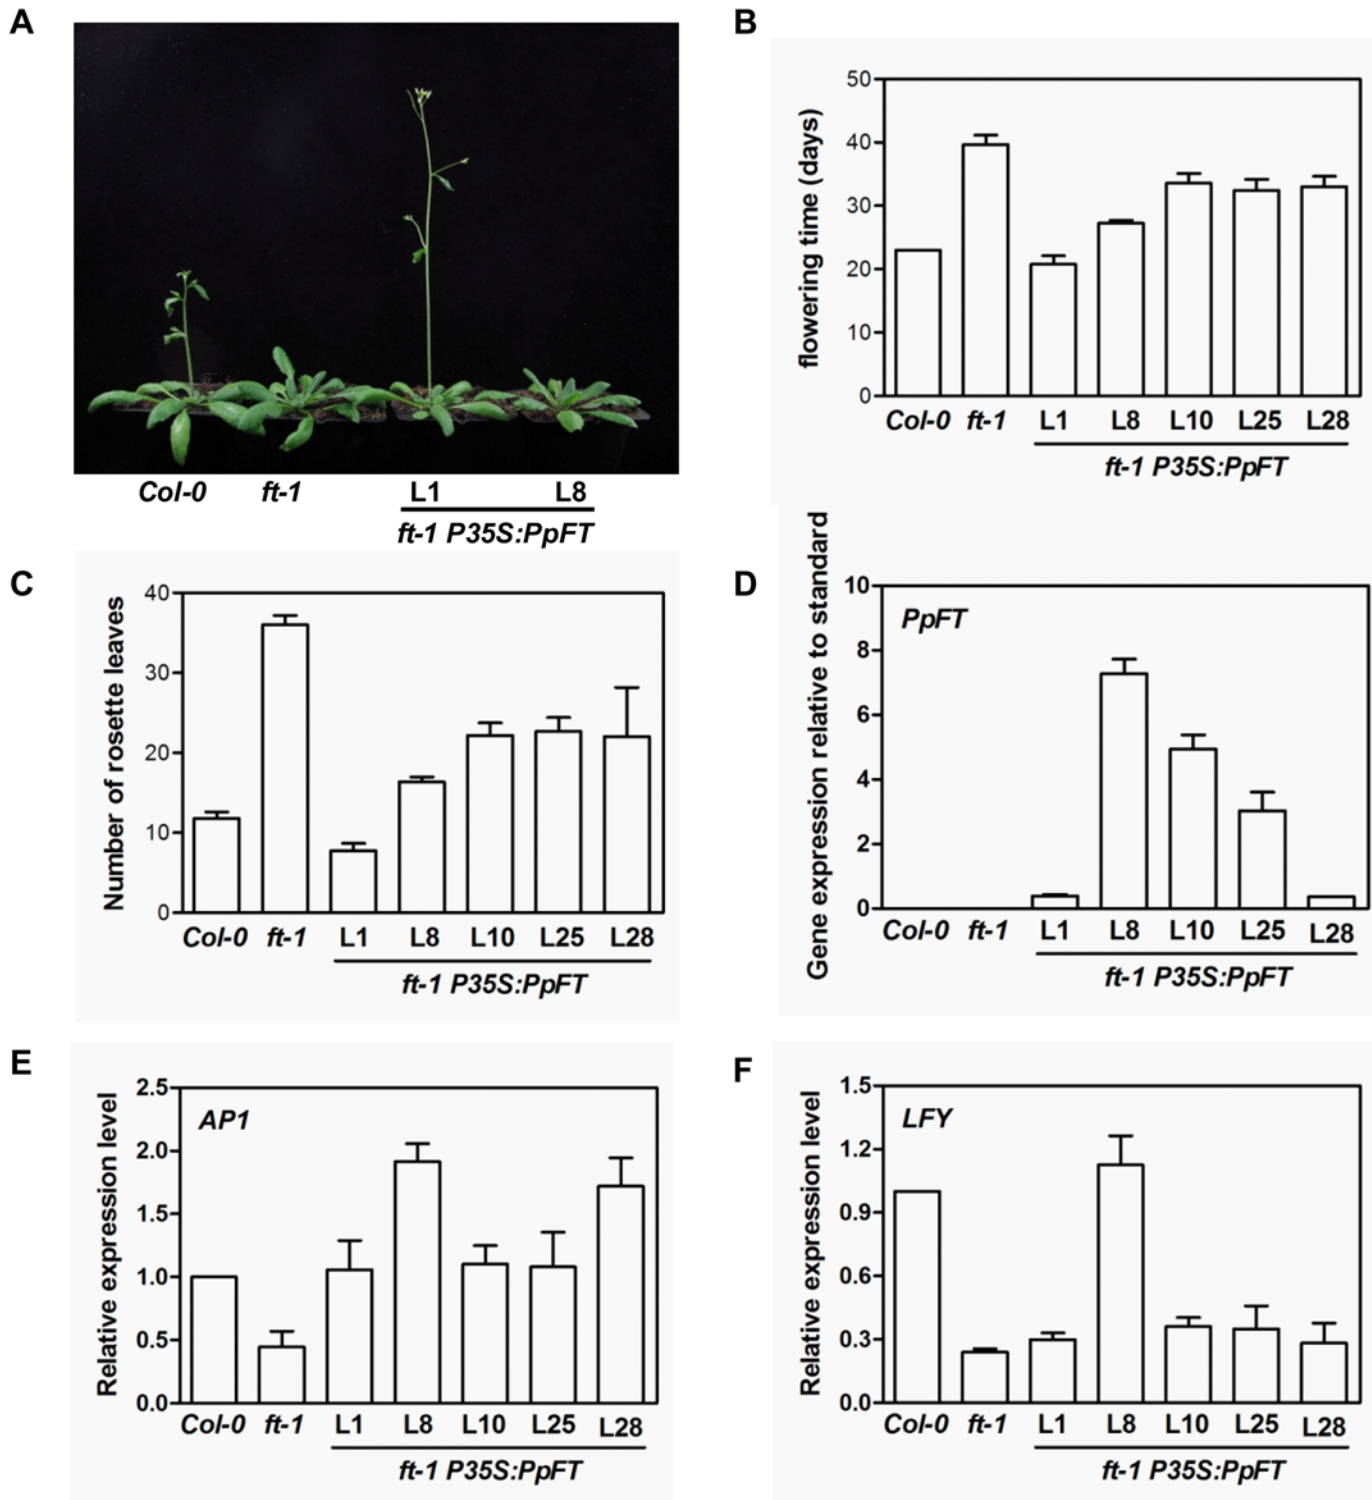 A
Col-0 ft-1 L1 L8
ft-1 P35S:PpFT
B
flowering time (days)
50
40
30
20
10
0
Col-0 ft-1 L1 L8 L10 L25 L28
ft-1 P35S:PpFT
C
Number of rosette leaves
40
30
20
10
0
Col-0 ft-1 L1 L8 L10 L25 L28
ft-1 P35S:PpFT
D
Gene expression relative to standard
10
8
6
4
2
0
PpFT
Col-0 ft-1 L1 L8 L10 L25 L28
ft-1 P35S:PpFT
E
Relative expression level
2.5
2.0
1.5
1.0
0.5
0.0
AP1
Col-0 ft-1 L1 L8 L10 L25 L28
ft-1 P35S:PpFT
F
Relative expression level
1.5
1.2
0.9
0.6
0.3
0.0
LFY
Col-0 ft-1 L1 L8 L10 L25 L28
ft-1 P35S:PpFT